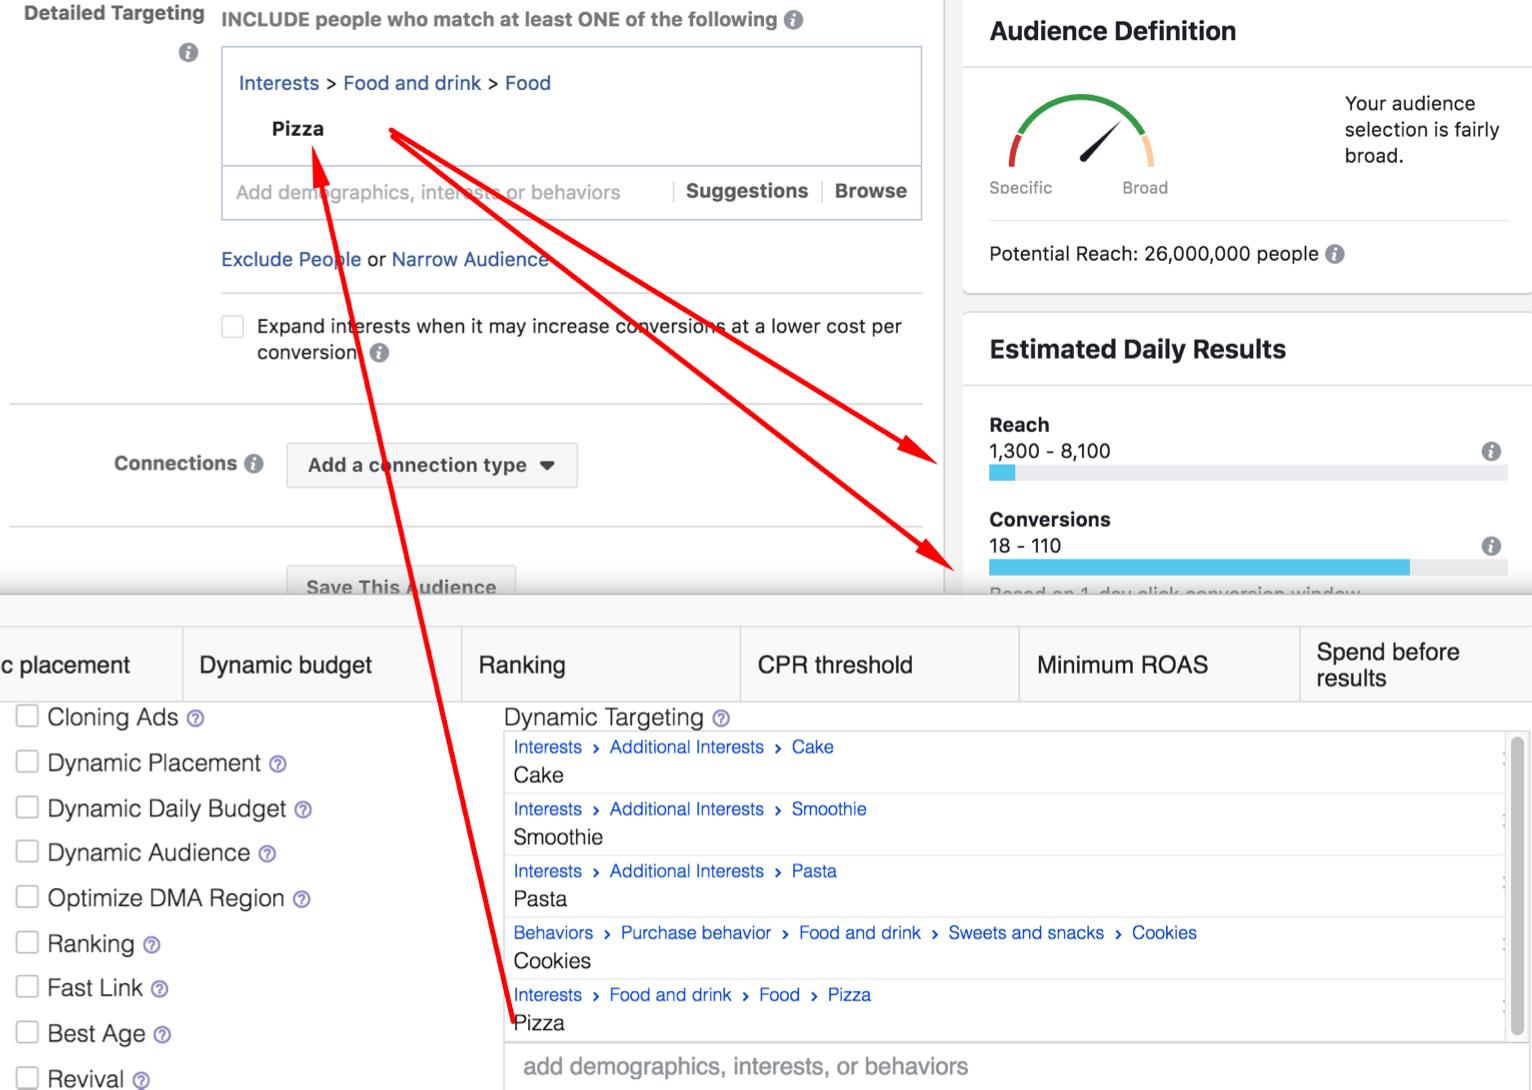 Detailed Targeting
INCLUDE people who match at least ONE of the following
Interests > Food and drink > Food
Pizza
Add demographics, interests or behaviors
Suggestions
Browse
Exclude People or Narrow Audience
Expand interests when it may increase conversions at a lower cost per
conversion
Connections
Add a connection type
Save This Audience
Audience Definition
Your audience
selection is fairly
broad.
Specific
Broad
Potential Reach: 26,000,000 people
Estimated Daily Results
Reach
1,300 - 8,100
Conversions
18 - 110
Based on 1-day click conversion window
c placement
Dynamic budget
Ranking
CPR threshold
Minimum ROAS
Spend before
results
Cloning Ads
Dynamic Placement
Dynamic Daily Budget
Dynamic Audience
Optimize DMA Region
Ranking
Fast Link
Best Age
Revival
Dynamic Targeting
Interests > Additional Interests > Cake
Cake
Interests > Additional Interests > Smoothie
Smoothie
Interests > Additional Interests > Pasta
Pasta
Behaviors > Purchase behavior > Food and drink > Sweets and snacks > Cookies
Cookies
Interests > Food and drink > Food > Pizza
Pizza
add demographics, interests, or behaviors